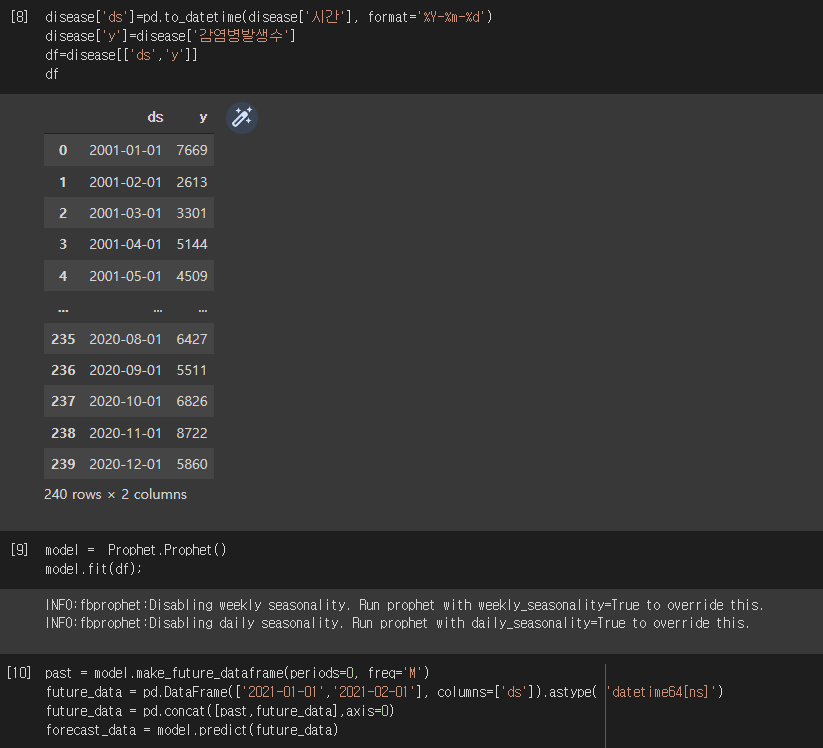 [8] disease['ds']=pd.to_datetime(disease['시간'], format='%Y-%m-%d')
disease['y']=disease['감염병발생수']
df=disease[['ds','y']]
df
ds y
0 2001-01-01 7669
1 2001-02-01 2613
2 2001-03-01 3301
3 2001-04-01 5144
4 2001-05-01 4509
... ... ...
235 2020-08-01 6427
236 2020-09-01 5511
237 2020-10-01 6826
238 2020-11-01 8722
239 2020-12-01 5860
240 rows × 2 columns
[9] model =  Prophet.Prophet()
model.fit(df);
INFO:fbprophet:Disabling weekly seasonality. Run prophet with weekly_seasonality=True to override this.
INFO:fbprophet:Disabling daily seasonality. Run prophet with daily_seasonality=True to override this.
[10] past = model.make_future_dataframe(periods=0, freq='M')
future_data = pd.DataFrame(['2021-01-01','2021-02-01'], columns=['ds']).astype( 'datetime64[ns]')
future_data = pd.concat([past,future_data],axis=0)
forecast_data = model.predict(future_data)